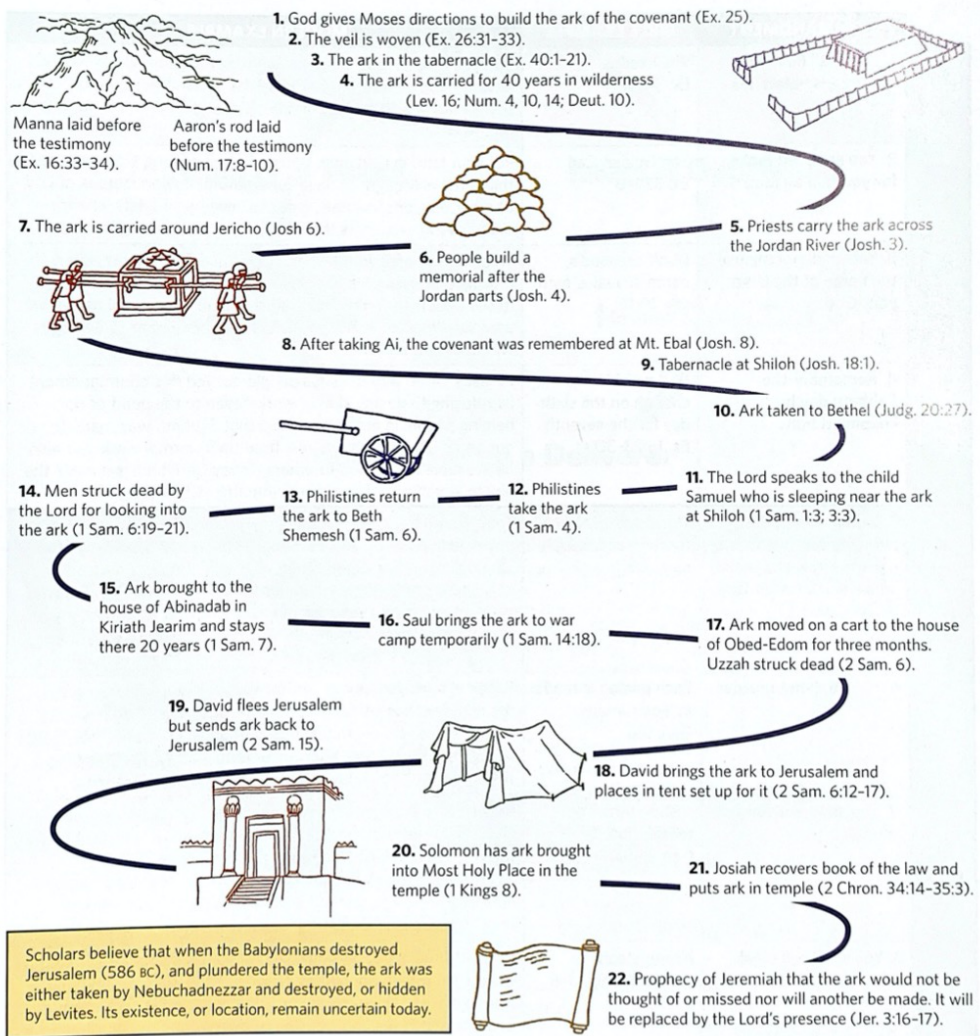 1. God gives Moses directions to build the ark of the covenant (Ex. 25).
2. The veil is woven (Ex. 26:31-33).
3. The ark in the tabernacle (Ex. 40:1-21).
4. The ark is carried for 40 years in wilderness
(Lev. 16; Num. 4, 10, 14; Deut. 10).
Manna laid before
the testimony
(Ex. 16:33-34).
Aaron's rod laid
before the testimony
(Num. 17:8-10).
5. Priests carry the ark across
the Jordan River (Josh. 3).
6. People build a
memorial after the
Jordan parts (Josh. 4).
7. The ark is carried around Jericho (Josh 6).
8. After taking Ai, the covenant was remembered at Mt. Ebal (Josh. 8).
9. Tabernacle at Shiloh (Josh. 18:1).
10. Ark taken to Bethel (Judg. 20:27).
11. The Lord speaks to the child
Samuel who is sleeping near the ark
at Shiloh (1 Sam. 1:3; 3:3).
12. Philistines
take the ark
(1 Sam. 4).
13. Philistines return
the ark to Beth
Shemesh (1 Sam. 6).
14. Men struck dead by
the Lord for looking into
the ark (1 Sam. 6:19-21).
15. Ark brought to the
house of Abinadab in
Kiriath Jearim and stays
there 20 years (1 Sam. 7).
16. Saul brings the ark to war
camp temporarily (1 Sam. 14:18).
17. Ark moved on a cart to the house
of Obed-Edom for three months.
Uzzah struck dead (2 Sam. 6).
18. David brings the ark to Jerusalem and
places in tent set up for it (2 Sam. 6:12-17).
19. David flees Jerusalem
but sends ark back to
Jerusalem (2 Sam. 15).
20. Solomon has ark brought
into Most Holy Place in the
temple (1 Kings 8).
21. Josiah recovers book of the law and
puts ark in temple (2 Chron. 34:14-35:3).
22. Prophecy of Jeremiah that the ark would not be
thought of or missed nor will another be made. It will
be replaced by the Lord's presence (Jer. 3:16-17).
Scholars believe that when the Babylonians destroyed
Jerusalem (586 BC), and plundered the temple, the ark was
either taken by Nebuchadnezzar and destroyed, or hidden
by Levites. Its existence, or location, remain uncertain today.